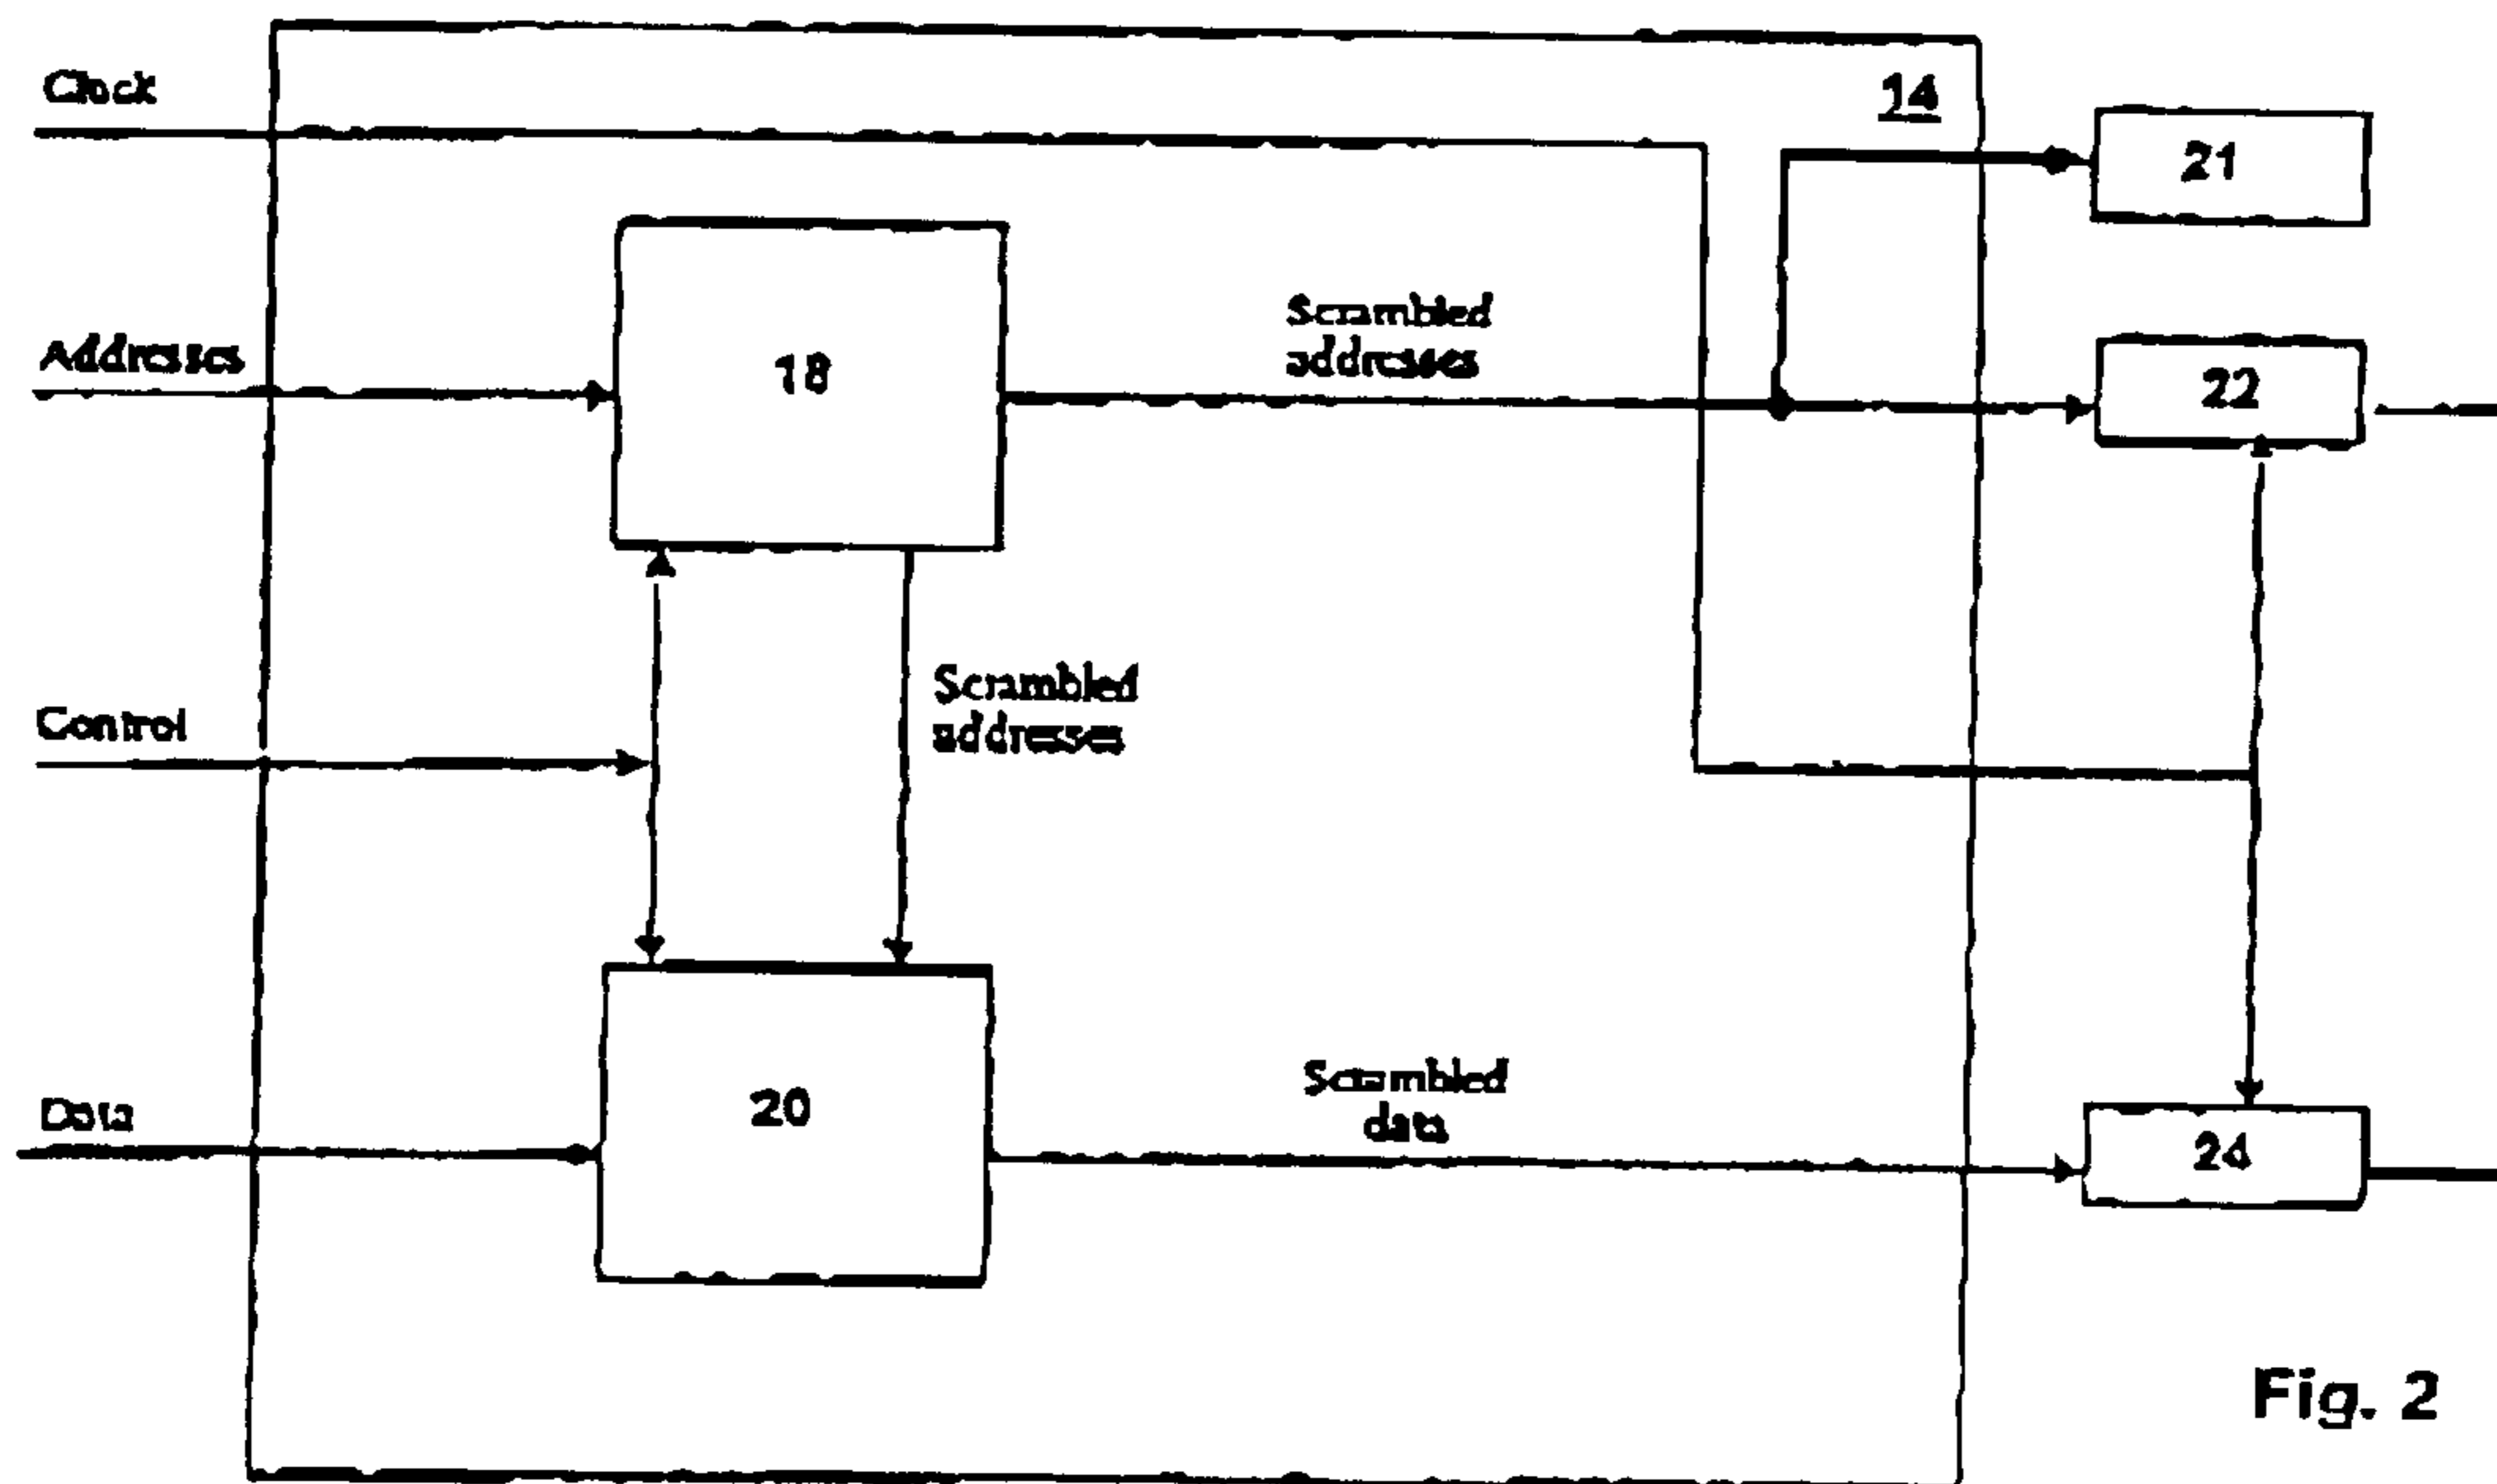 Clock
14
21
Addresses
18
Scrambled
addresses
22
Control
Scrambled
addresses
Data
20
Scrambled
data
24
Fig. 2